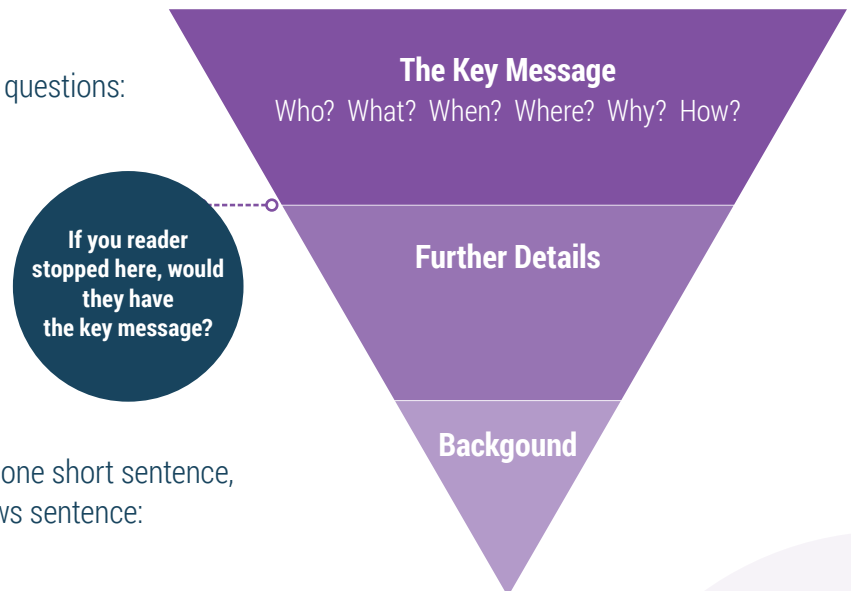 questions:
The Key Message
Who? What? When? Where? Why? How?
If you reader
stopped here, would
they have
the key message?
Further Details
Backgound
one short sentence,
ws sentence: